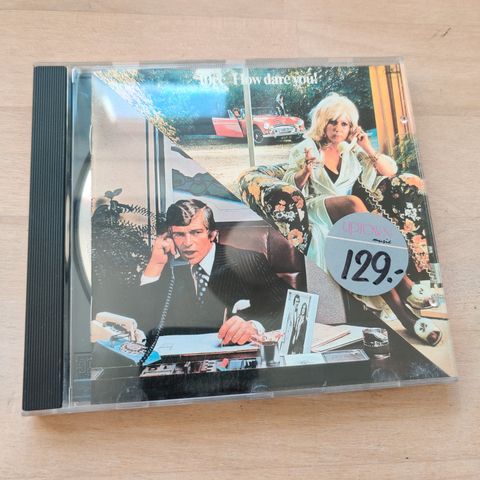 10cc How dare you!
UPTOWN
music
129.-